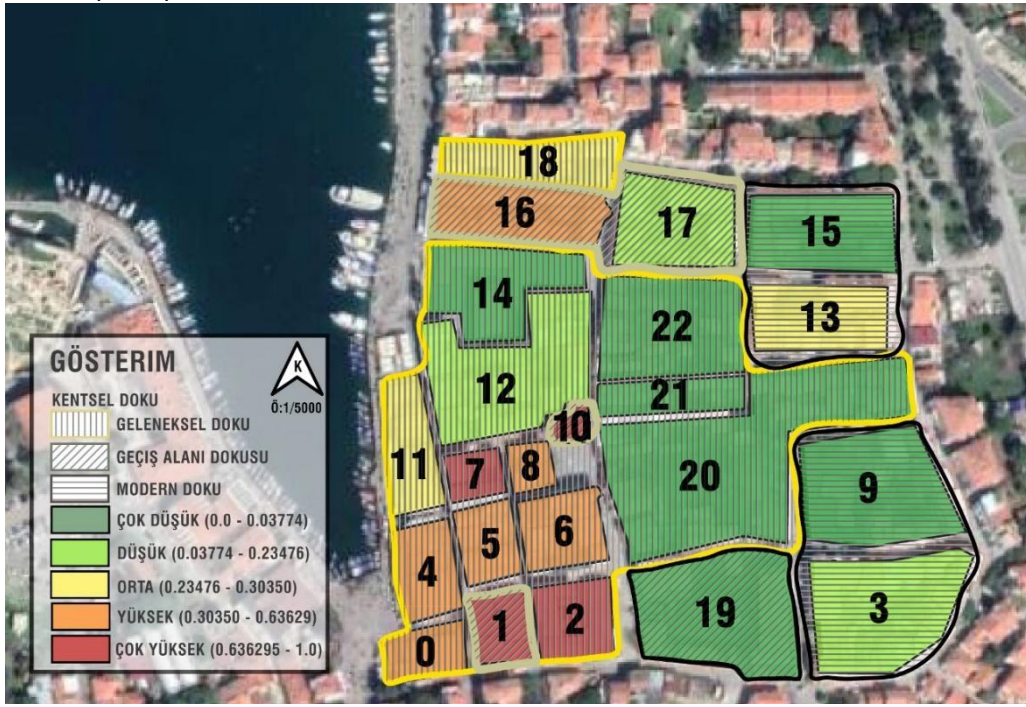 18
16
17
15
14
22
13
12
21
10
11
7
8
20
9
5
6
4
19
3
1
2
0
GÖSTERIM
K
Ö:1/5000
KENTSEL DOKU
GELENEKSEL DOKU
GEÇIŞ ALANI DOKUSU
MODERN DOKU
ÇOK DÜŞÜK (0.0 - 0.03774)
DÜŞÜK (0.03774 - 0.23476)
ORTA (0.23476 - 0.30350)
YÜKSEK (0.30350 - 0.63629)
ÇOK YÜKSEK (0.636295 - 1.0)